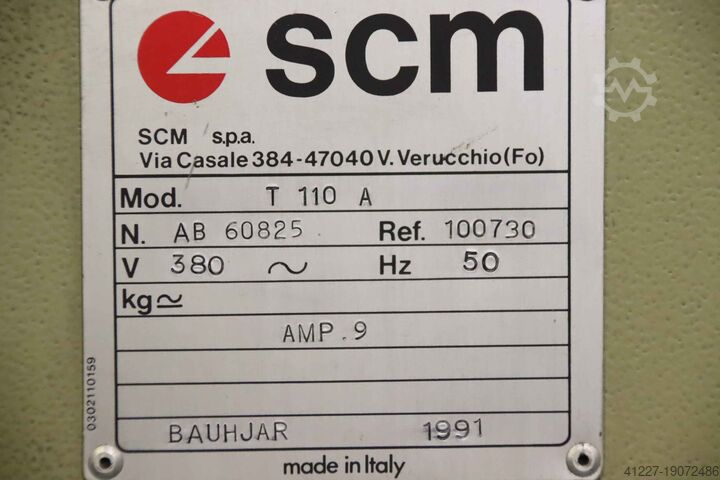 scm
SCM s.p.a.
Via Casale 384-47040 V. Verucchio (Fo)
Mod. T 110 A
N. AB 60825 Ref. 100730
V 380 ~ Hz 50
kg≃
AMP.9
BAUHJAR 1991
made in Italy
0302110159
41227-19072486